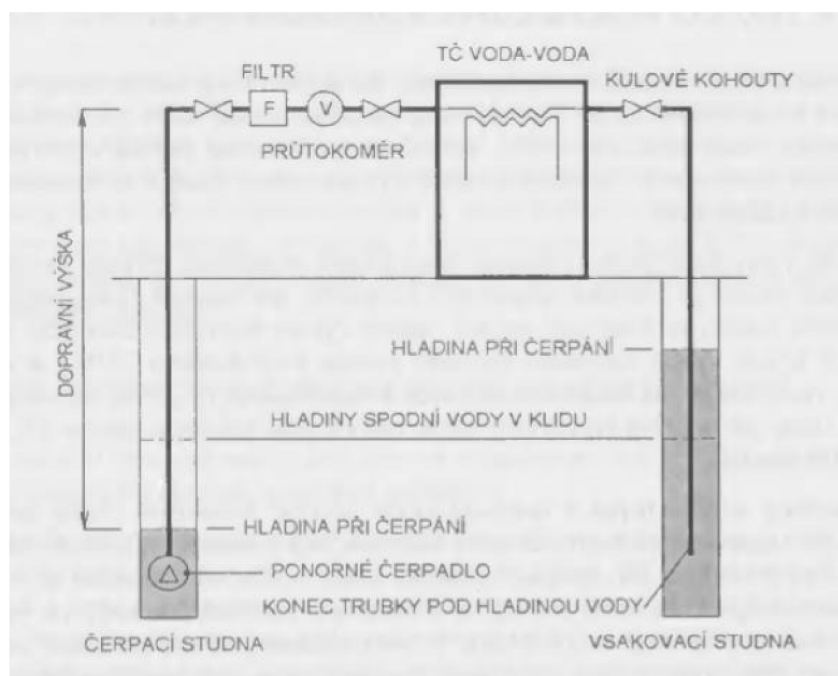 TČ VODA-VODA
FILTR
KULOVÉ KOHOUTY
F
V
PRŮTOKOMĚR
DOPRAVNÍ VÝŠKA
HLADINA PŘI ČERPÁNÍ
HLADINY SPODNÍ VODY V KLIDU
HLADINA PŘI ČERPÁNÍ
PONORNÉ ČERPADLO
KONEC TRUBKY POD HLADINOU VODY
ČERPACÍ STUDNA
VSAKOVACÍ STUDNA